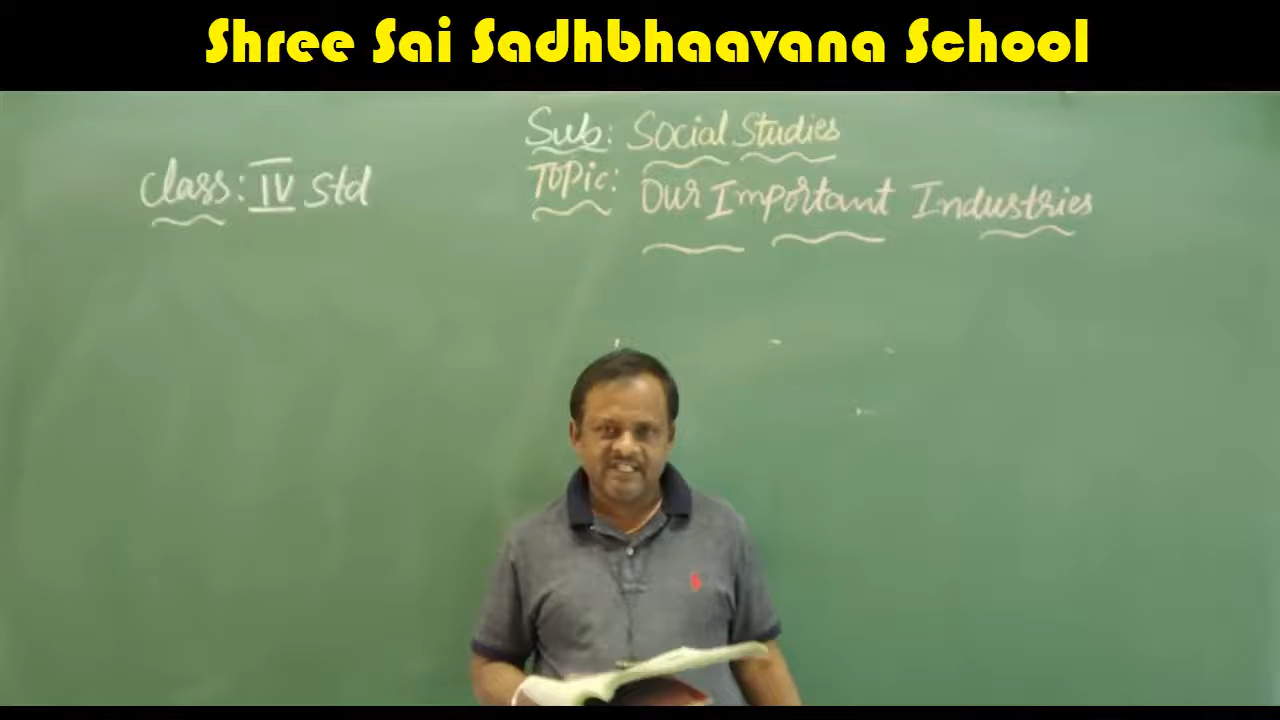 Shree Sai Sadhbhaavana School
Sub: Social Studies
Class: IV Std
Topic: Our Important Industries